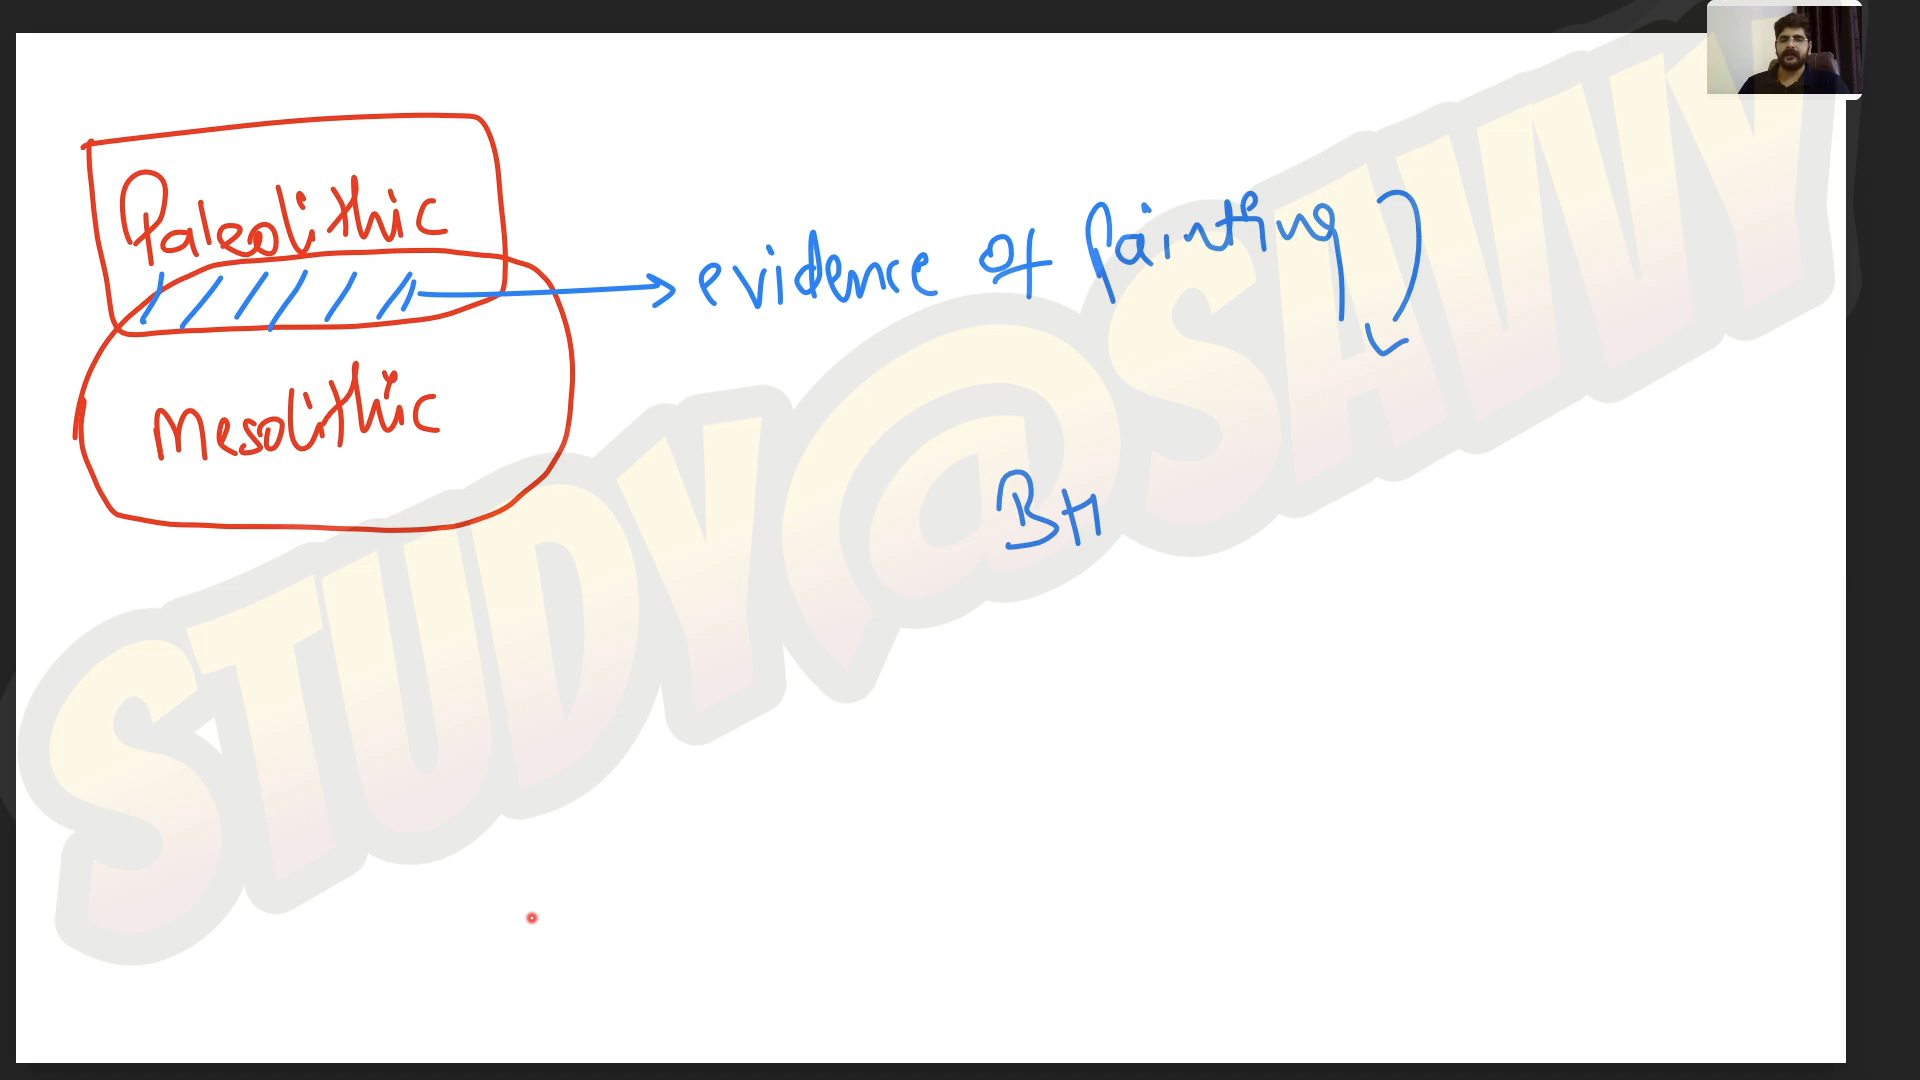 Paleolithic
evidence of Painting
Mesolithic
BH
STUDY@SAVVY